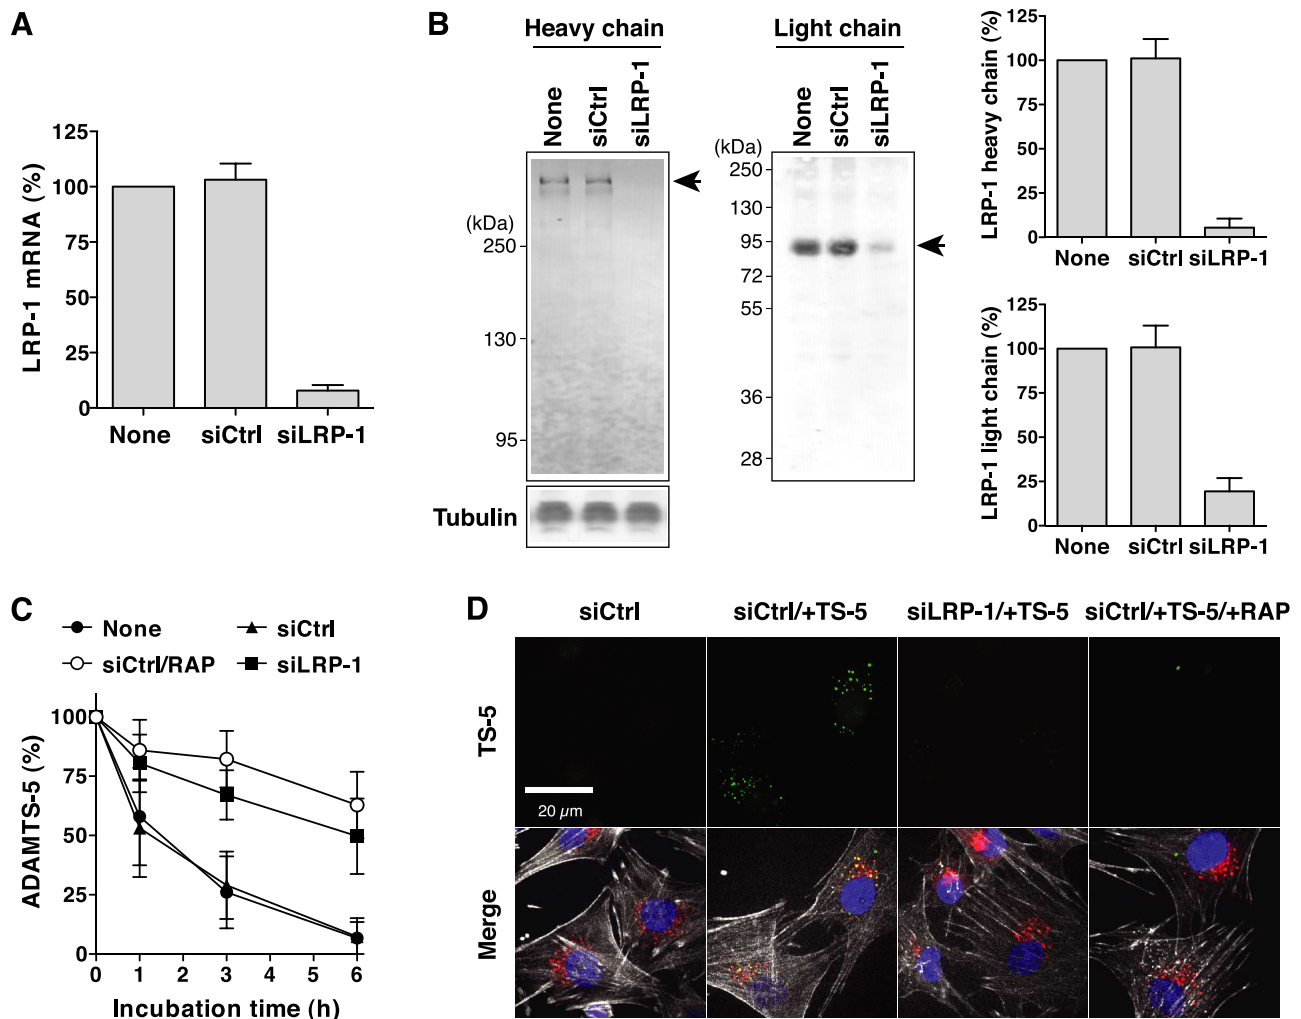 A
LRP-1 mRNA (%)
125
100
75
50
25
0
None siCtrl siLRP-1
B
Heavy chain
None siCtrl siLRP-1
(kDa)
250
130
95
Tubulin
Light chain
None siCtrl siLRP-1
(kDa)
250
130
95
72
55
36
28
LRP-1 heavy chain (%)
125
100
75
50
25
0
None siCtrl siLRP-1
LRP-1 light chain (%)
125
100
75
50
25
0
None siCtrl siLRP-1
C
None siCtrl
siCtrl/RAP siLRP-1
ADAMTS-5 (%)
100
75
50
25
0
0 1 2 3 4 5 6
Incubation time (h)
D
siCtrl siCtrl/+TS-5 siLRP-1/+TS-5 siCtrl/+TS-5/+RAP
TS-5
20 µm
Merge